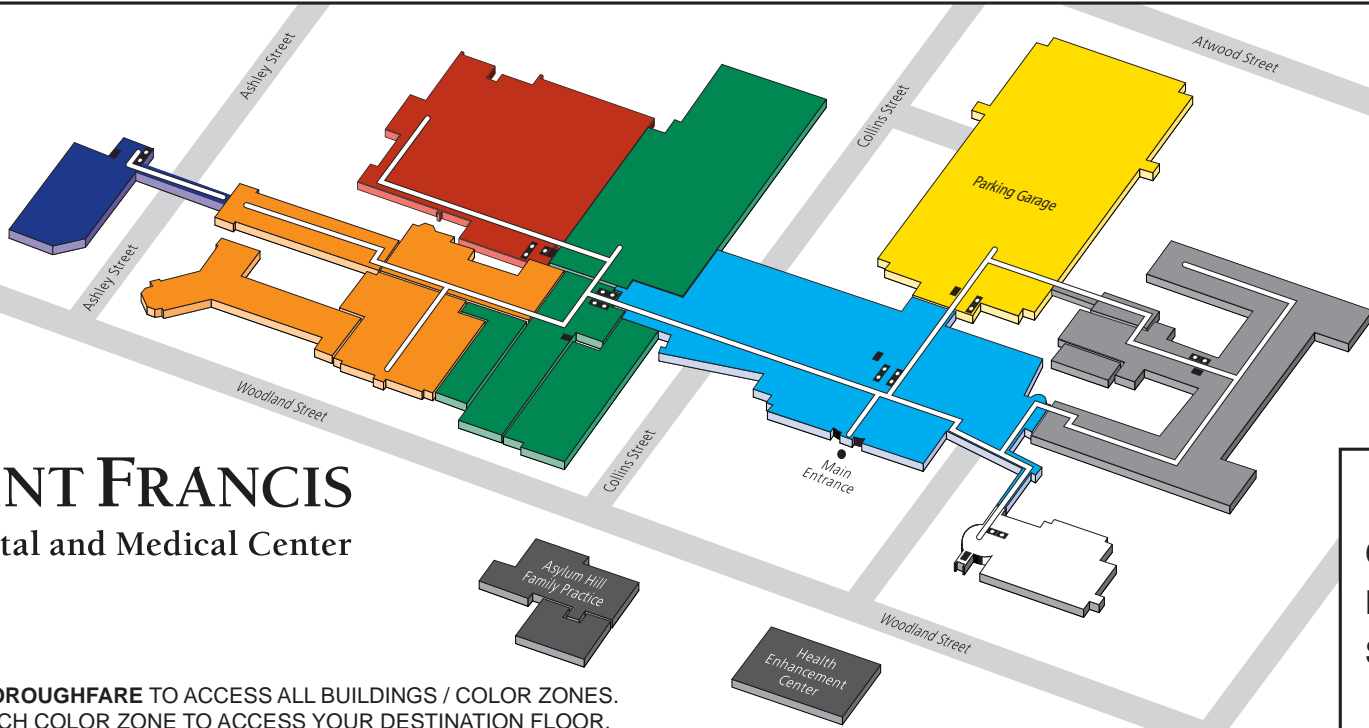 Atwood Street
Ashley Street
Collins Street
Parking Garage
Ashley Street
Woodland Street
Collins Street
Main
Entrance
NT FRANCIS
tal and Medical Center
Asylum Hill
Family Practice
Woodland Street
Health
Enhancement
Center
OROUGHFARE TO ACCESS ALL BUILDINGS / COLOR ZONES.
CH COLOR ZONE TO ACCESS YOUR DESTINATION FLOOR.